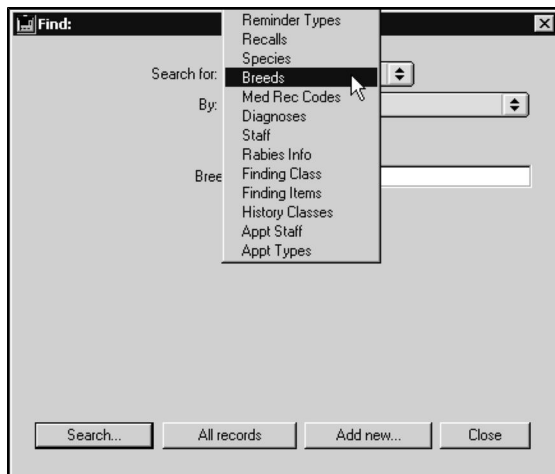 Find:
Reminder Types
Recalls
Species
Search for:
Breeds
By:
Med Rec Codes
Diagnoses
Staff
Rabies Info
Bree
Finding Class
Finding Items
History Classes
Appt Staff
Appt Types
Search...
All records
Add new...
Close